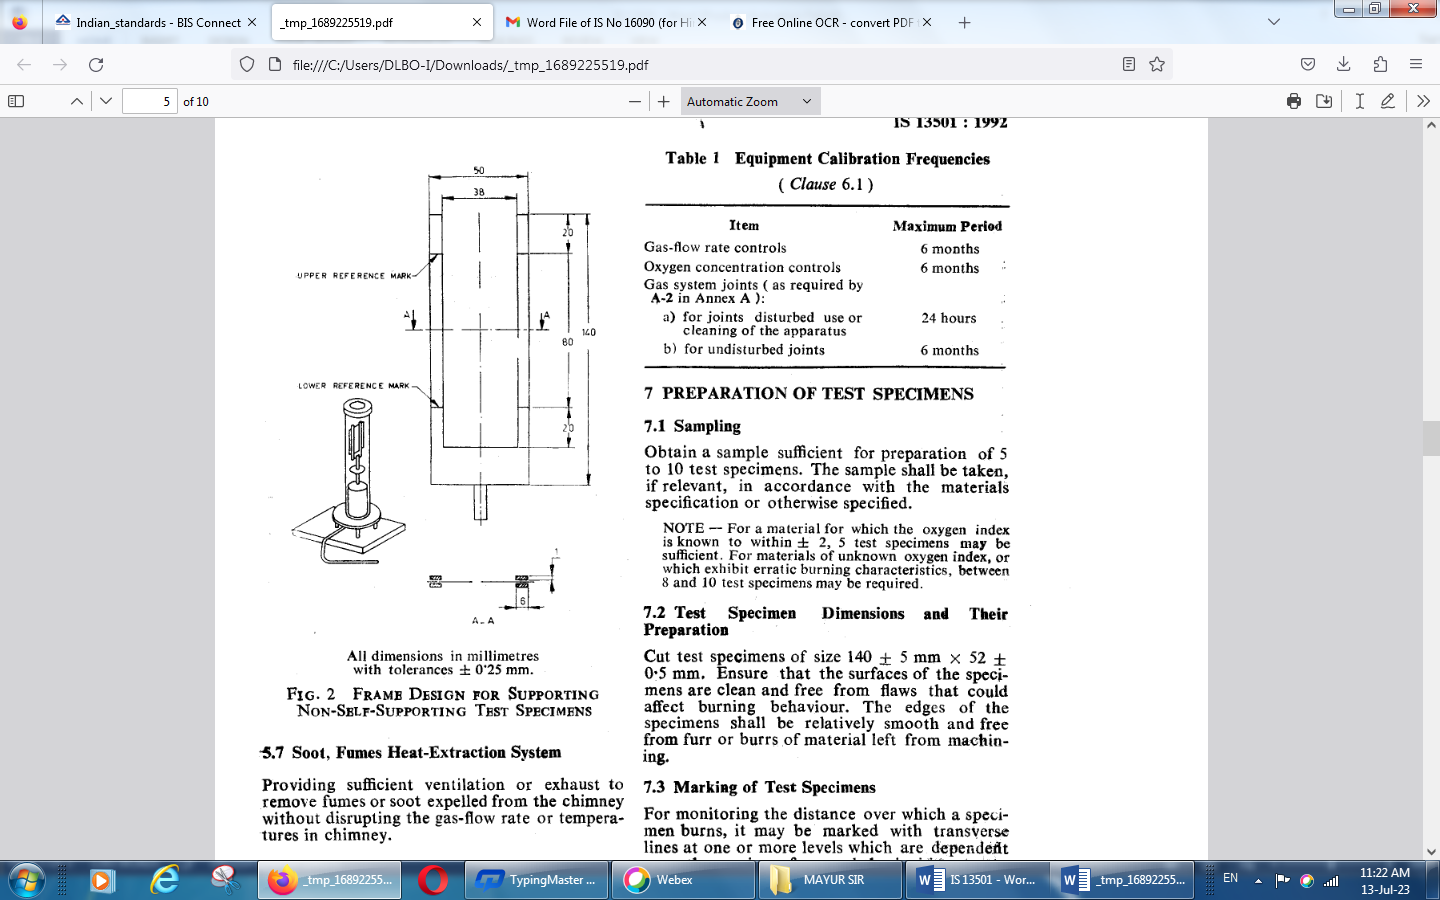 Indian_standards - BIS Connect
_tmp_1689225519.pdf
Word File of IS No 16090 (for Hi
Free Online OCR - convert PDF
file:///C:/Users/DLBO-I/Downloads/_tmp_1689225519.pdf
5 of 10
Automatic Zoom
50
38
20
UPPER REFERENCE MARK
A
A
140
80
LOWER REFERENCE MARK
20
1
6
A-A
All dimensions in millimetres
with tolerances ± 0'25 mm.
FIG. 2 FRAME DESIGN FOR SUPPORTING
NON-SELF-SUPPORTING TEST SPECIMENS
5.7 Soot, Fumes Heat-Extraction System
Providing sufficient ventilation or exhaust to
remove fumes or soot expelled from the chimney
without disrupting the gas-flow rate or tempera-
tures in chimney.
IS 13501 : 1992
Table 1 Equipment Calibration Frequencies
( Clause 6.1 )
Item Maximum Period
Gas-flow rate controls 6 months
Oxygen concentration controls 6 months
Gas system joints ( as required by
A-2 in Annex A ):
a) for joints disturbed use or 24 hours
cleaning of the apparatus
b) for undisturbed joints 6 months
7 PREPARATION OF TEST SPECIMENS
7.1 Sampling
Obtain a sample sufficient for preparation of 5
to 10 test specimens. The sample shall be taken,
if relevant, in accordance with the materials
specification or otherwise specified.
NOTE — For a material for which the oxygen index
is known to within ± 2, 5 test specimens may be
sufficient. For materials of unknown oxygen index, or
which exhibit erratic burning characteristics, between
8 and 10 test specimens may be required.
7.2 Test Specimen Dimensions and Their
Preparation
Cut test specimens of size 140 ± 5 mm × 52 ±
0·5 mm. Ensure that the surfaces of the speci-
mens are clean and free from flaws that could
affect burning behaviour. The edges of the
specimens shall be relatively smooth and free
from furr or burrs of material left from machin-
ing.
7.3 Marking of Test Specimens
For monitoring the distance over which a speci-
men burns, it may be marked with transverse
lines at one or more levels which are dependent
_tmp_16892255...
TypingMaster ...
Webex
MAYUR SIR
IS 13501 - Wor...
_tmp_16892255...
EN
11:22 AM
13-Jul-23